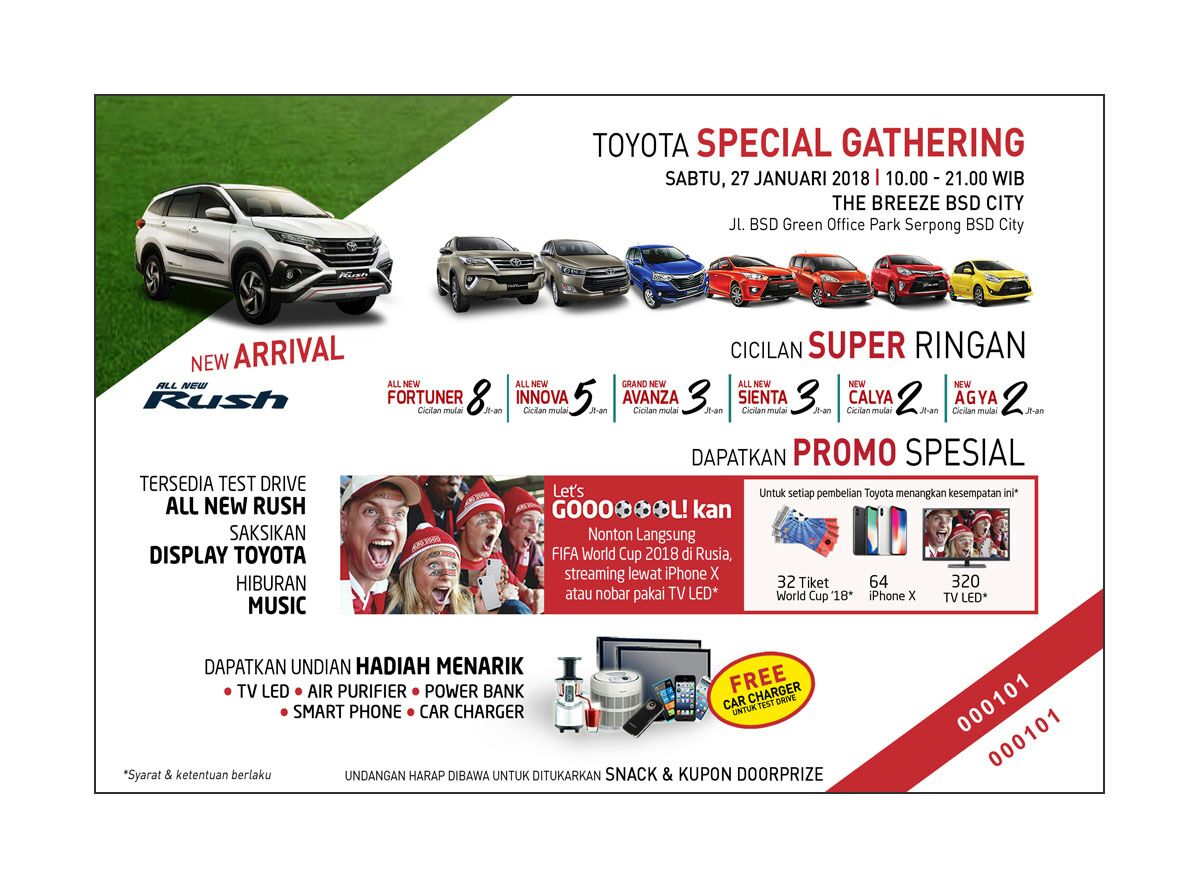 TOYOTA SPECIAL GATHERING
SABTU, 27 JANUARI 2018 | 10.00 - 21.00 WIB
THE BREEZE BSD CITY
Jl. BSD Green Office Park Serpong BSD City
Rush
NEW ARRIVAL
ALL NEW
Rush
CICILAN SUPER RINGAN
ALL NEW
FORTUNER 8
Cicilan mulai Jt-an
ALL NEW
INNOVA 5
Cicilan mulai Jt-an
GRAND NEW
AVANZA 3
Cicilan mulai Jt-an
ALL NEW
SIENTA 3
Cicilan mulai Jt-an
NEW
CALYA 2
Cicilan mulai Jt-an
NEW
AGYA 2
Cicilan mulai Jt-an
DAPATKAN PROMO SPESIAL
TERSEDIA TEST DRIVE
ALL NEW RUSH
SAKSIKAN
DISPLAY TOYOTA
HIBURAN
MUSIC
Let's
GOOOOOOL! kan
Nonton Langsung
FIFA World Cup 2018 di Rusia,
streaming lewat iPhone X
atau nobar pakai TV LED*
Untuk setiap pembelian Toyota menangkan kesempatan ini*
32 Tiket
World Cup '18*
64
iPhone X
320
TV LED*
DAPATKAN UNDIAN HADIAH MENARIK
• TV LED • AIR PURIFIER • POWER BANK
• SMART PHONE • CAR CHARGER
FREE
CAR CHARGER
UNTUK TEST DRIVE
000101
000101
*Syarat & ketentuan berlaku
UNDANGAN HARAP DIBAWA UNTUK DITUKARKAN SNACK & KUPON DOORPRIZE